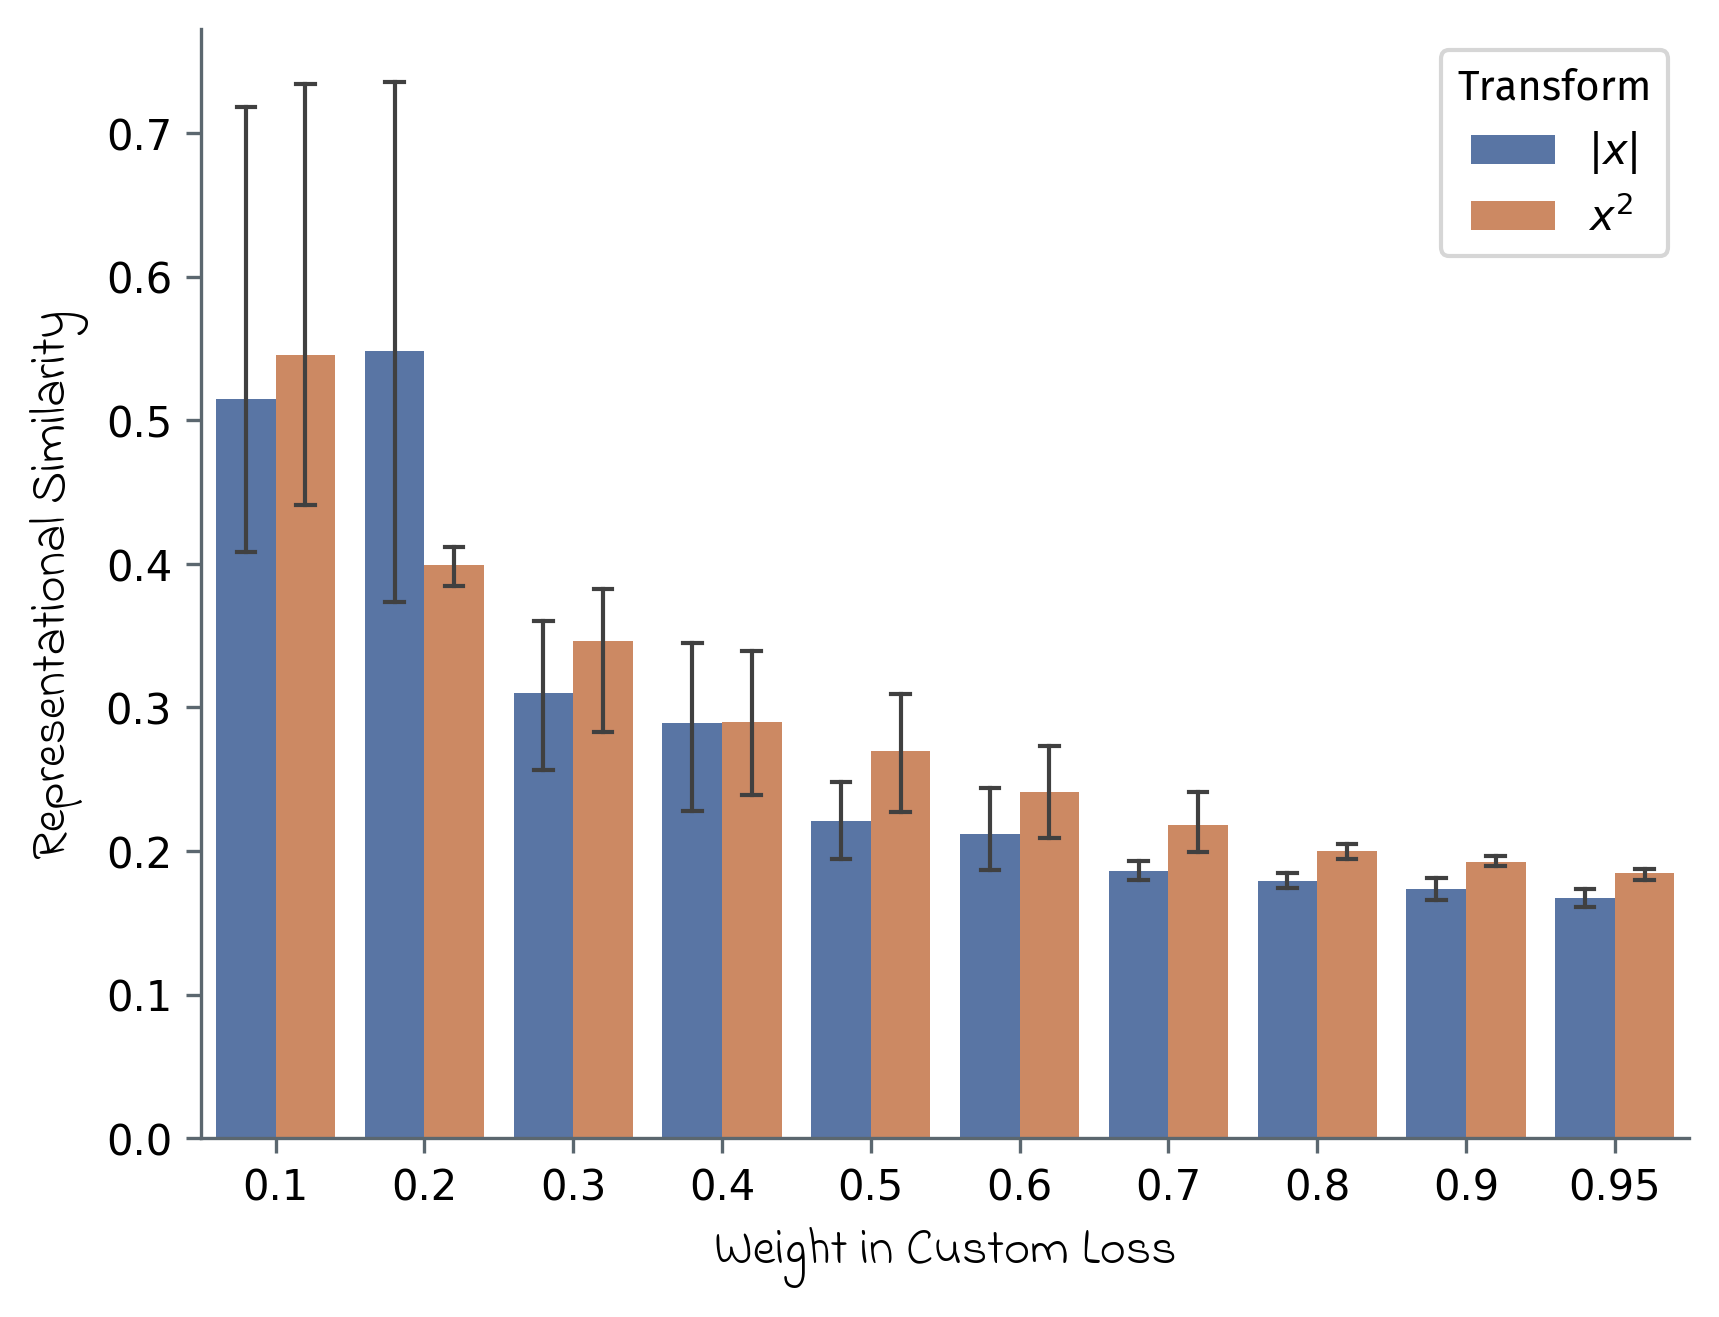 Transform
|x|
x²
0.7
0.6
0.5
0.4
0.3
0.2
0.1
0.0
Representational Similarity
0.1 0.2 0.3 0.4 0.5 0.6 0.7 0.8 0.9 0.95
Weight in Custom Loss